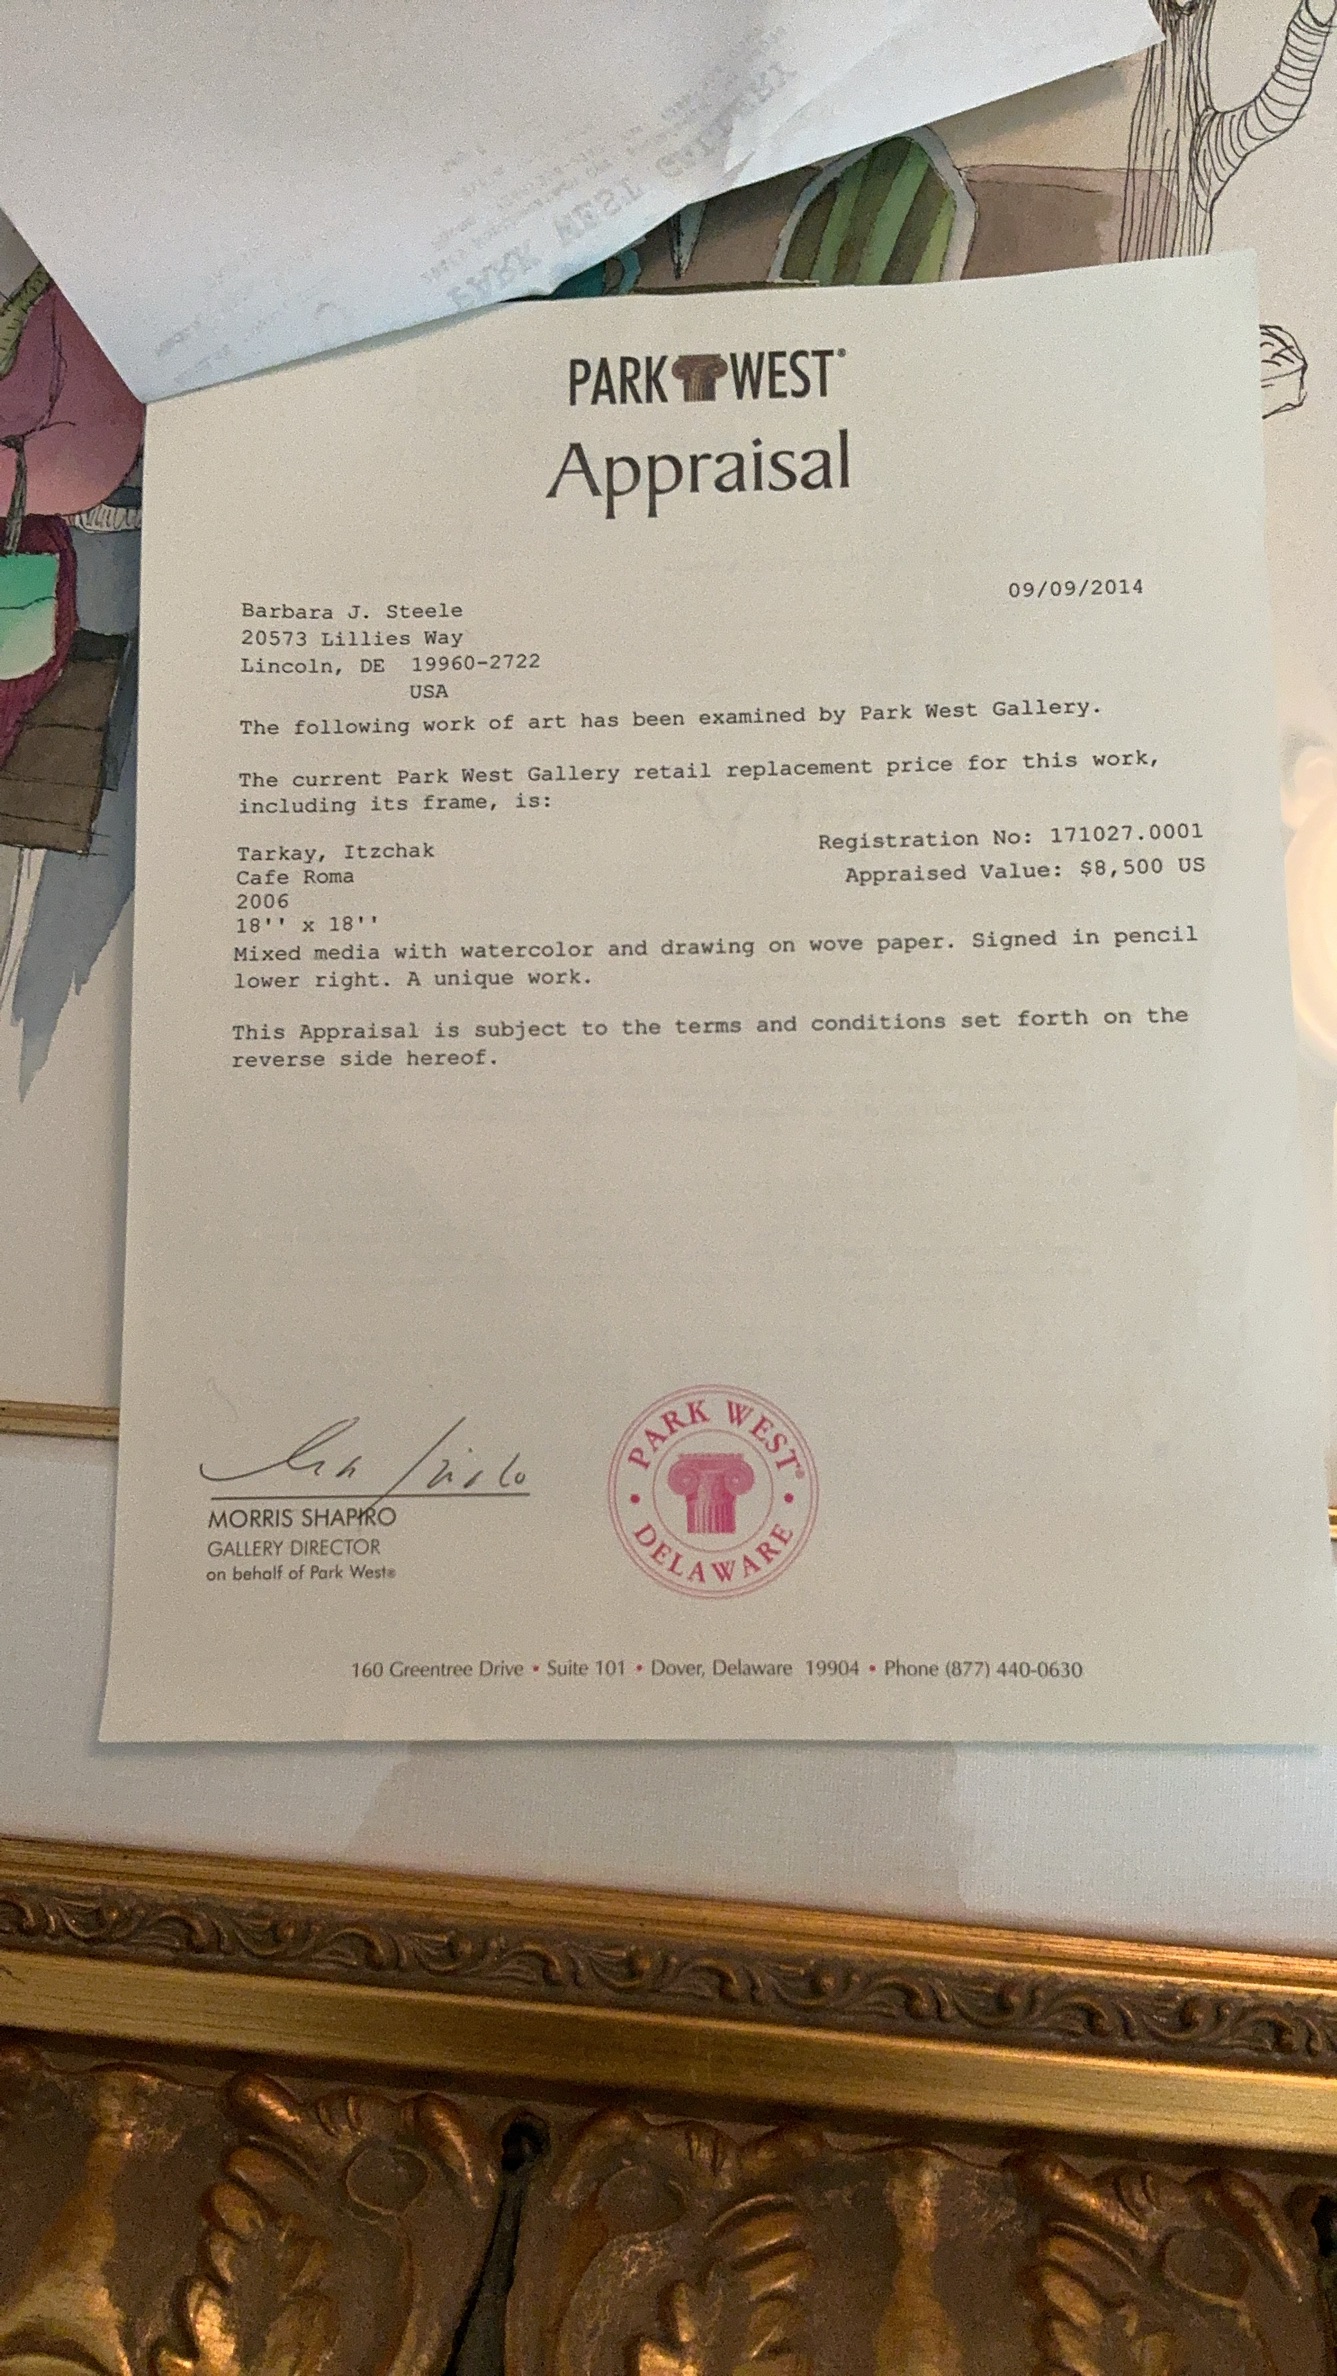 PARK WEST
PARK WEST®
Appraisal
09/09/2014
Barbara J. Steele
20573 Lillies Way
Lincoln, DE 19960-2722
USA
The following work of art has been examined by Park West Gallery.
The current Park West Gallery retail replacement price for this work,
including its frame, is:
Tarkay, Itzchak
Cafe Roma
2006
18'' x 18''
Registration No: 171027.0001
Appraised Value: $8,500 US
Mixed media with watercolor and drawing on wove paper. Signed in pencil
lower right. A unique work.
This Appraisal is subject to the terms and conditions set forth on the
reverse side hereof.
MORRIS SHAPIRO
GALLERY DIRECTOR
on behalf of Park West®
PARK WEST®
• DELAWARE •
160 Greentree Drive • Suite 101 • Dover, Delaware 19904 • Phone (877) 440-0630